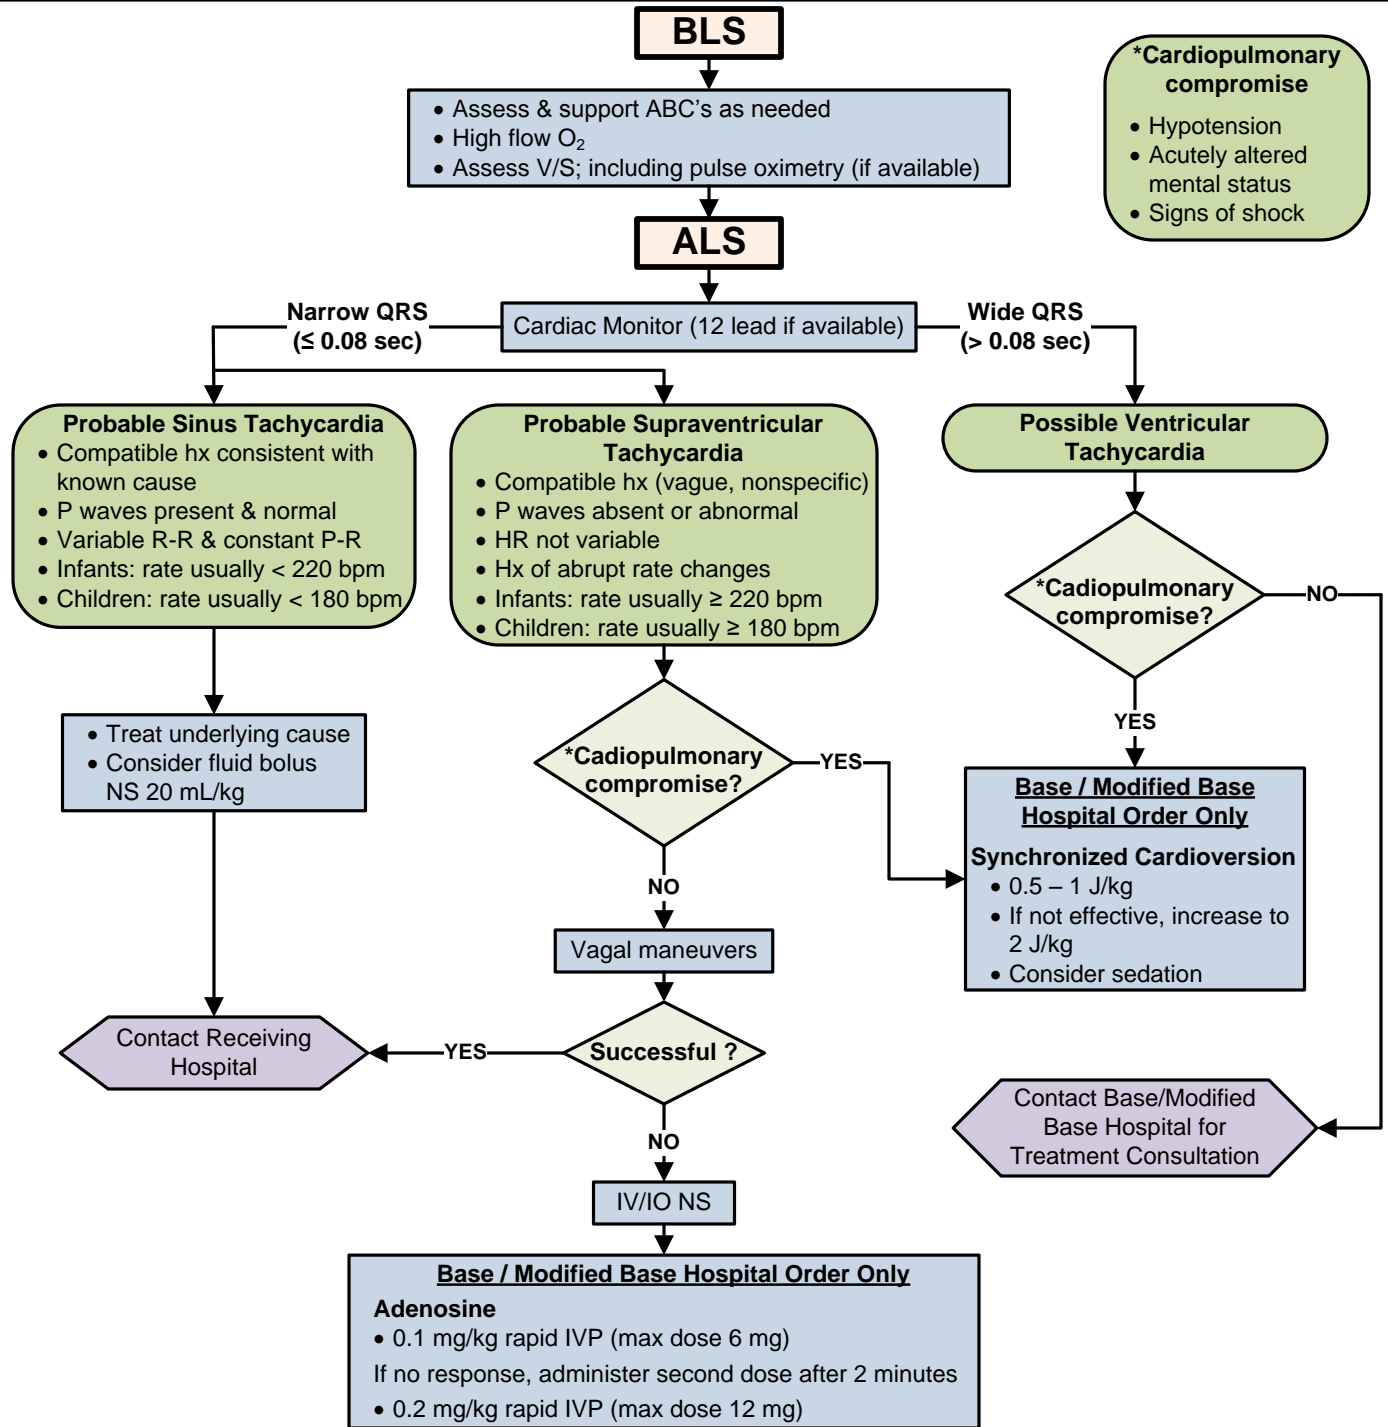 BLS
• Assess & support ABC's as needed
• High flow O₂
• Assess V/S; including pulse oximetry (if available)
*Cardiopulmonary
compromise
• Hypotension
• Acutely altered
mental status
• Signs of shock
ALS
Cardiac Monitor (12 lead if available)
Narrow QRS
(≤ 0.08 sec)
Wide QRS
(> 0.08 sec)
Probable Sinus Tachycardia
• Compatible hx consistent with
known cause
• P waves present & normal
• Variable R-R & constant P-R
• Infants: rate usually < 220 bpm
• Children: rate usually < 180 bpm
Probable Supraventricular
Tachycardia
• Compatible hx (vague, nonspecific)
• P waves absent or abnormal
• HR not variable
• Hx of abrupt rate changes
• Infants: rate usually ≥ 220 bpm
• Children: rate usually ≥ 180 bpm
Possible Ventricular
Tachycardia
*Cadiopulmonary
compromise?
NO
YES
• Treat underlying cause
• Consider fluid bolus
NS 20 mL/kg
*Cadiopulmonary
compromise?
YES
NO
Base / Modified Base
Hospital Order Only
Synchronized Cardioversion
• 0.5 – 1 J/kg
• If not effective, increase to
2 J/kg
• Consider sedation
Vagal maneuvers
Successful ?
YES
NO
Contact Receiving
Hospital
Contact Base/Modified
Base Hospital for
Treatment Consultation
IV/IO NS
Base / Modified Base Hospital Order Only
Adenosine
• 0.1 mg/kg rapid IVP (max dose 6 mg)
If no response, administer second dose after 2 minutes
• 0.2 mg/kg rapid IVP (max dose 12 mg)